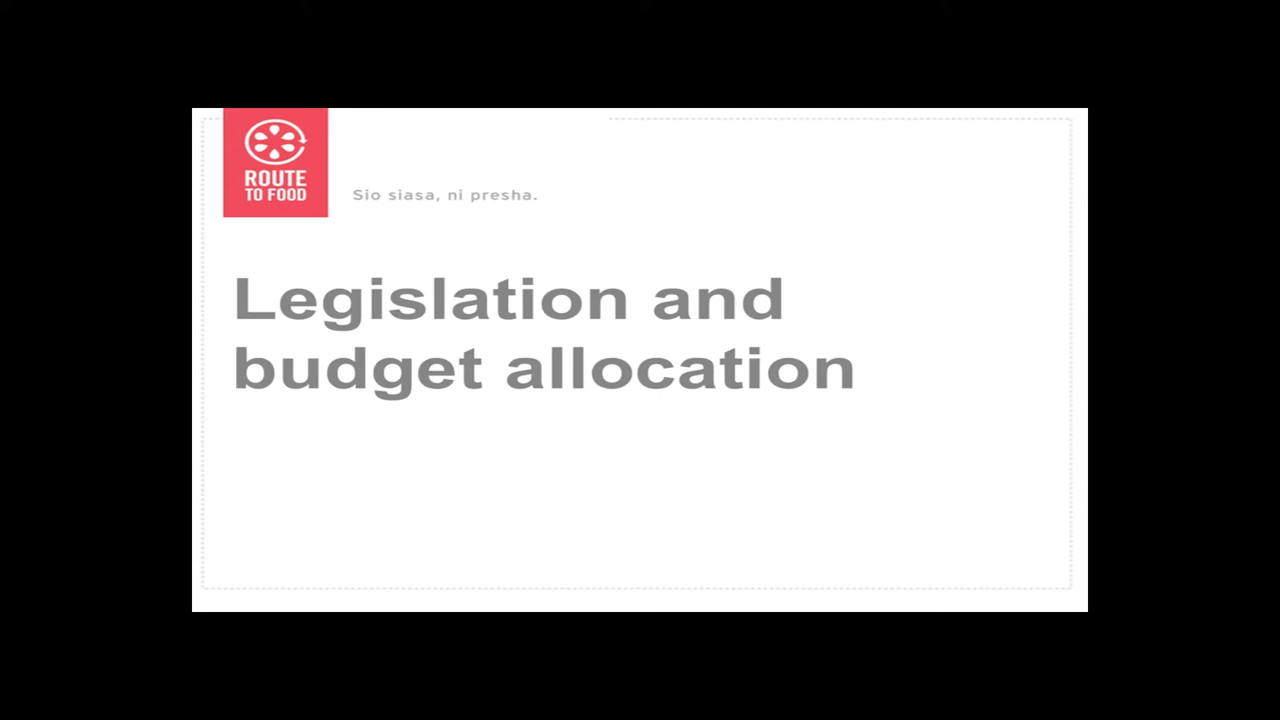 ROUTE
TO FOOD
Sio siasa, ni presha.
Legislation and
budget allocation